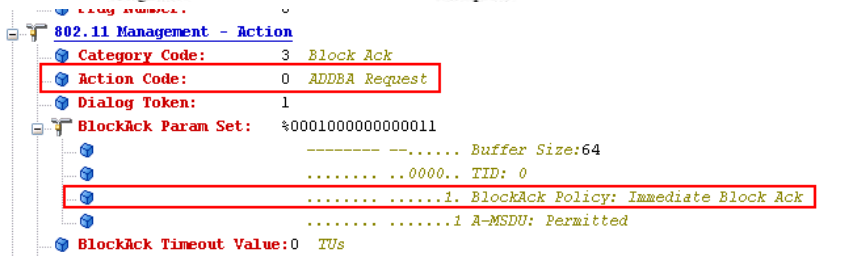 802.11 Management - Action
Category Code: 3 Block Ack
Action Code: 0 ADDBA Request
Dialog Token: 1
BlockAck Param Set: %0001000000000011
-------- --...... Buffer Size:64
........ ..0000.. TID: 0
........ ......1. BlockAck Policy: Immediate Block Ack
........ .......1 A-MSDU: Permitted
BlockAck Timeout Value:0 TUs